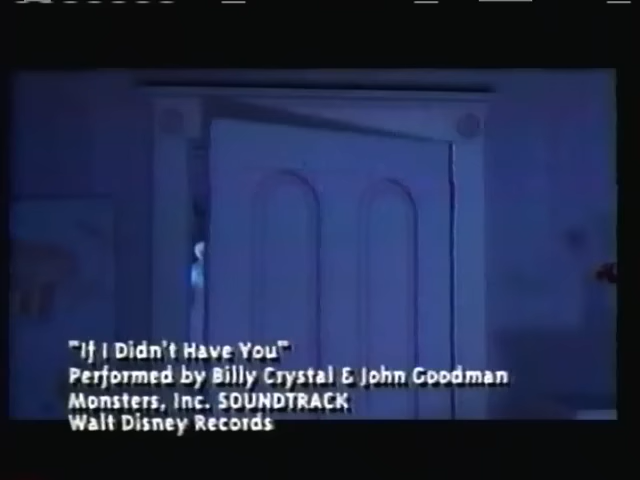 "If I Didn't Have You"
Performed by Billy Crystal & John Goodman
Monsters, Inc. SOUNDTRACK
Walt Disney Records